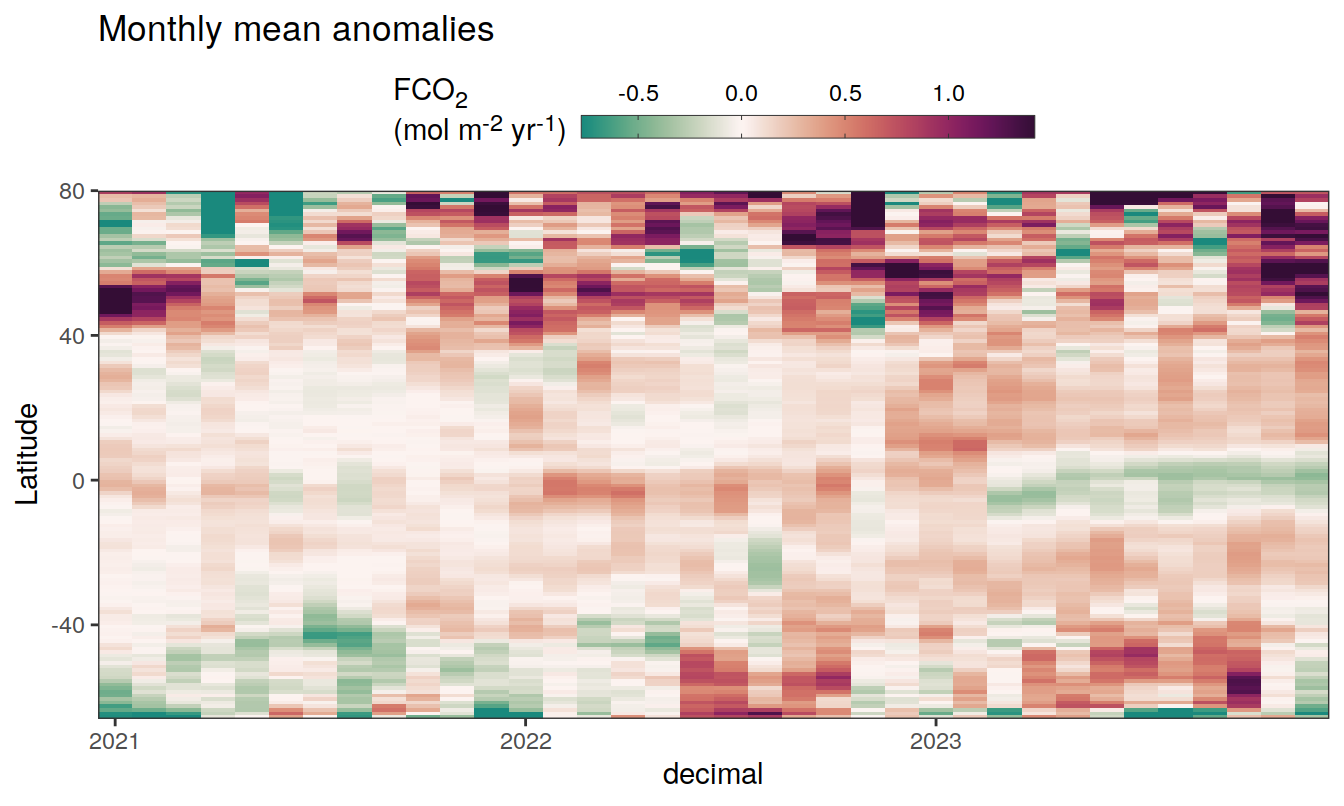 Monthly mean anomalies
FCO₂
(mol m⁻² yr⁻¹)
-0.5 0.0 0.5 1.0
80
40
0
-40
Latitude
2021 2022 2023
decimal